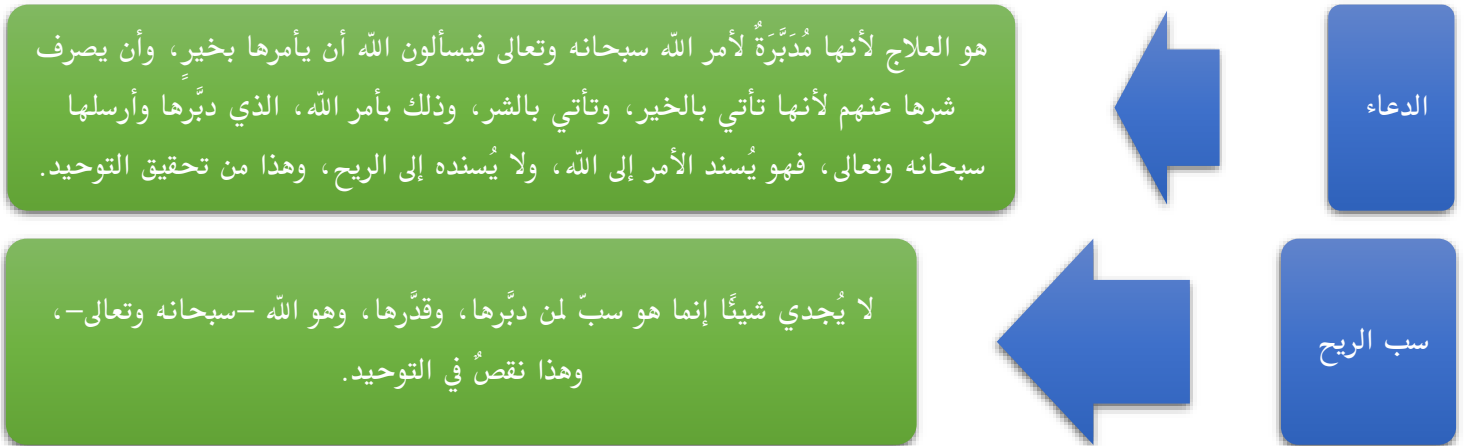 الدعاء
هو العلاج لأنها مُدَبَّرَةٌ لأمر الله سبحانه وتعالى فيسألون الله أن يأمرها بخيرٍ، وأن يصرف
شرها عنهم لأنها تأتي بالخير، وتأتي بالشر، وذلك بأمر الله، الذي دبَّرها وأرسلها
سبحانه وتعالى، فهو يُسند الأمر إلى الله، ولا يُسنده إلى الريح، وهذا من تحقيق التوحيد.
سب الريح
لا يُجدي شيئًا إنما هو سبّ لمن دبَّرها، وقدَّرها، وهو الله –سبحانه وتعالى–،
وهذا نقصٌ في التوحيد.